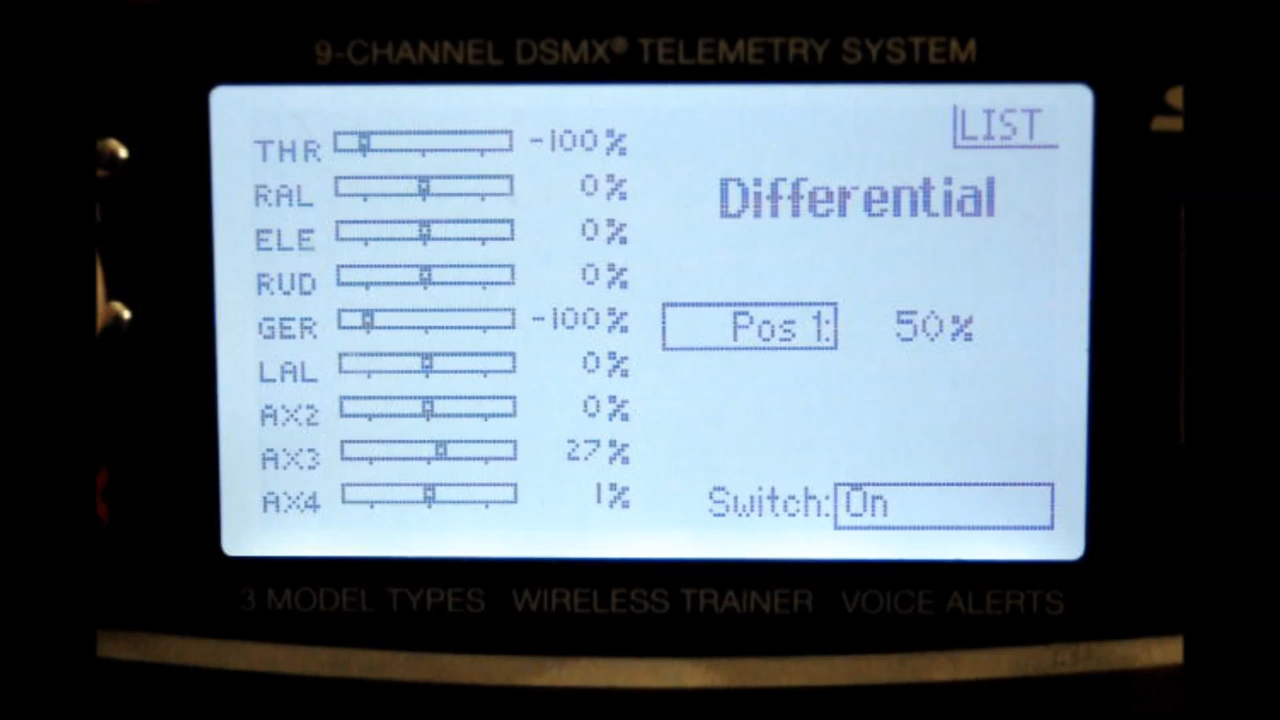 9-CHANNEL DSMX® TELEMETRY SYSTEM
LIST
Differential
THR -100%
RAL 0%
ELE 0%
RUD 0%
GER -100%
LAL 0%
AX2 0%
AX3 27%
AX4 1%
Pos 1: 50%
Switch: On
3 MODEL TYPES WIRELESS TRAINER VOICE ALERTS